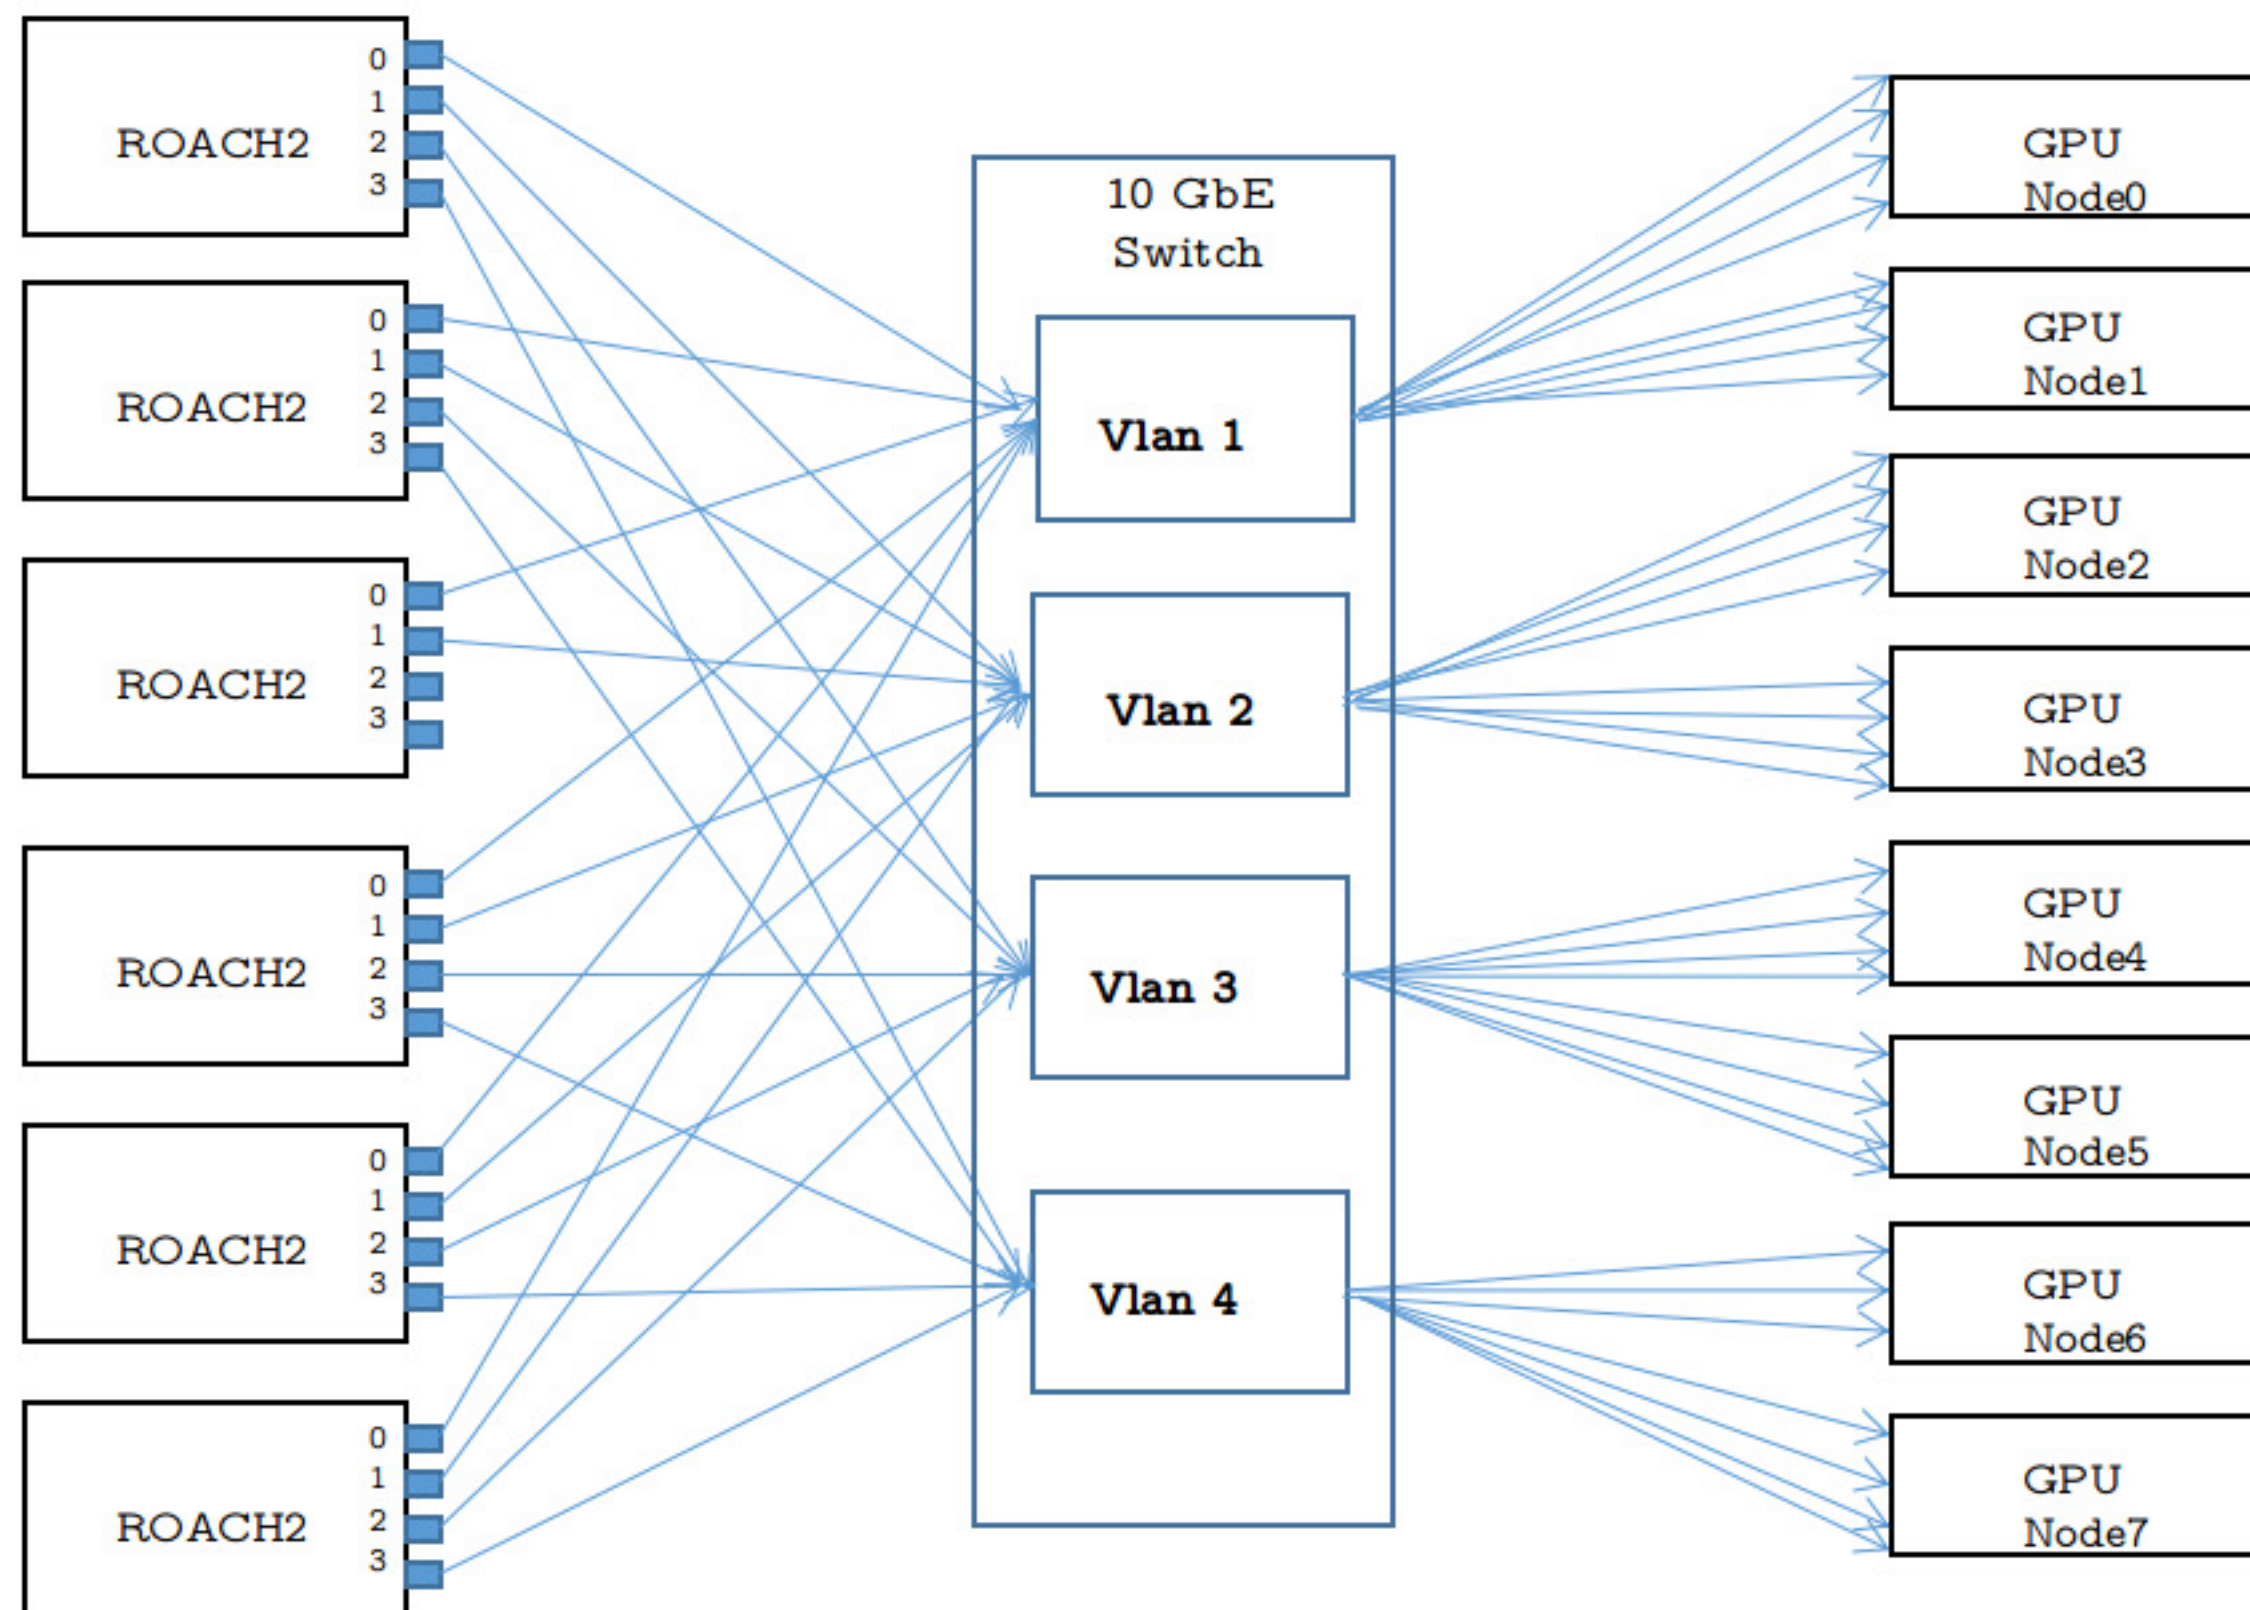 0
1
ROACH2
2
3
0
1
ROACH2
2
3
0
1
ROACH2
2
3
0
1
ROACH2
2
3
0
1
ROACH2
2
3
0
1
ROACH2
2
3
10 GbE
Switch
Vlan 1
Vlan 2
Vlan 3
Vlan 4
GPU
Node0
GPU
Node1
GPU
Node2
GPU
Node3
GPU
Node4
GPU
Node5
GPU
Node6
GPU
Node7